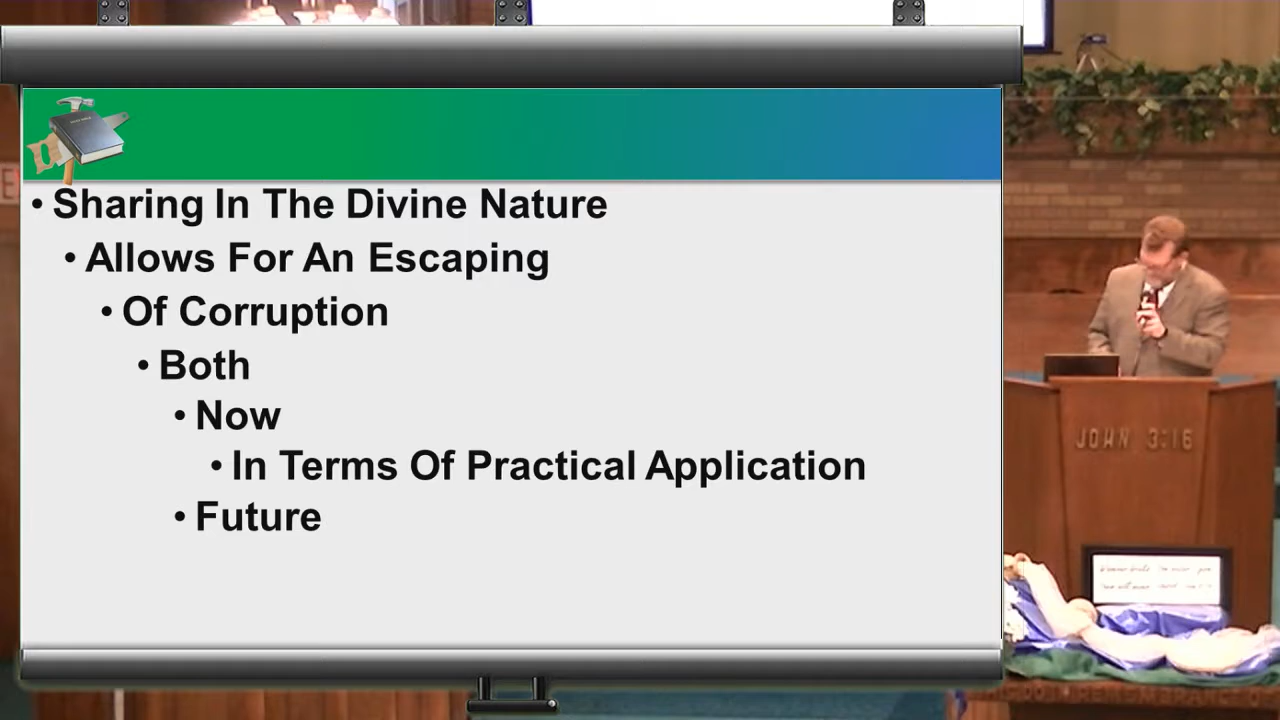 • Sharing In The Divine Nature
• Allows For An Escaping
• Of Corruption
• Both
• Now
• In Terms Of Practical Application
• Future
JOHN 3:16